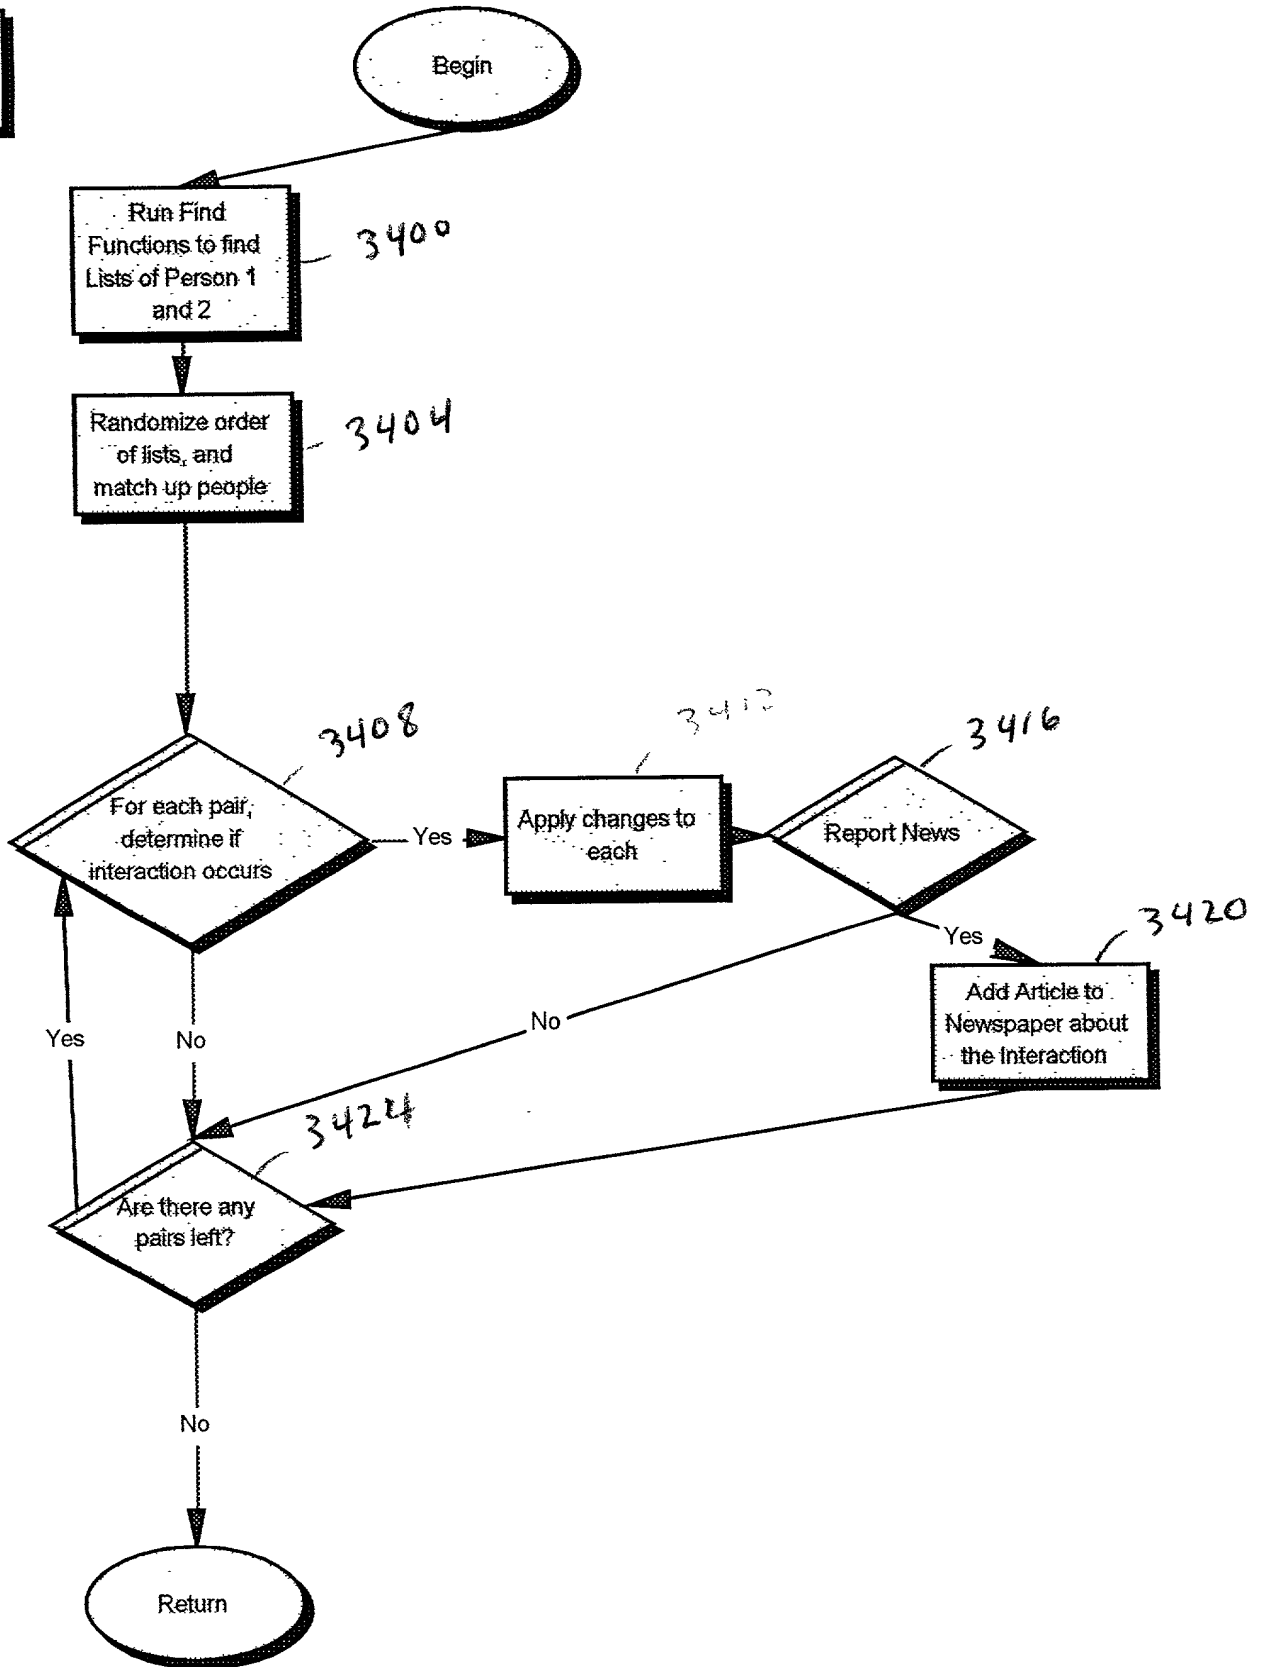 Begin
Run Find
Functions to find
Lists of Person 1
and 2
3400
Randomize order
of lists, and
match up people
3404
For each pair,
determine if
interaction occurs
3408
Yes
Apply changes to
each
Report News
3416
Yes
Add Article to
Newspaper about
the Interaction
3420
No
No
Yes
Are there any
pairs left?
3424
No
Return